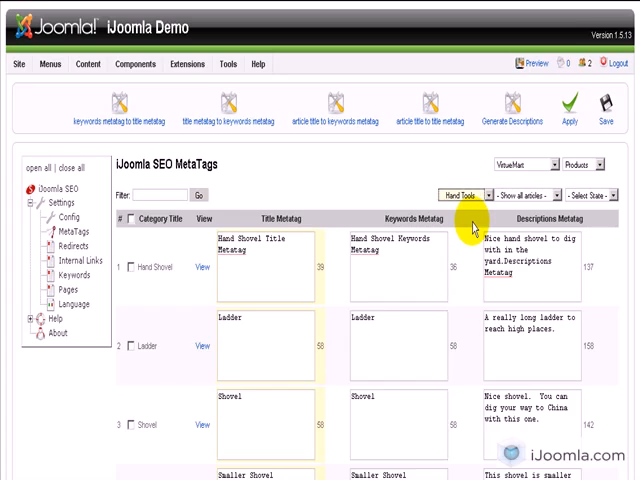 Joomla! iJoomla Demo
Version 1.5.13
Site Menus Content Components Extensions Tools Help Preview 0 2 Logout
keywords metatag to title metatag title metatag to keywords metatag article title to keywords metatag article title to title metatag Generate Descriptions Apply Save
open all | close all
iJoomla SEO
Settings
Config
MetaTags
Redirects
Internal Links
Keywords
Pages
Language
Help
About
iJoomla SEO MetaTags
VirtueMart Products
Filter: Go
Hand Tools - Show all articles - - Select State -
# Category Title View Title Metatag Keywords Metatag Descriptions Metatag
1 Hand Shovel View
Hand Shovel Title
Metatag
39
Hand Shovel Keywords
Metatag
36
Nice hand shovel to dig
with in the
yard.Descriptions
Metatag
137
2 Ladder View
Ladder
58
Ladder
58
A really long ladder to
reach high places.
158
3 Shovel View
Shovel
58
Shovel
58
Nice shovel. You can
dig your way to China
with this one.
142
Smaller Shovel
Smaller Shovel
This shovel is smaller
iJoomla.com